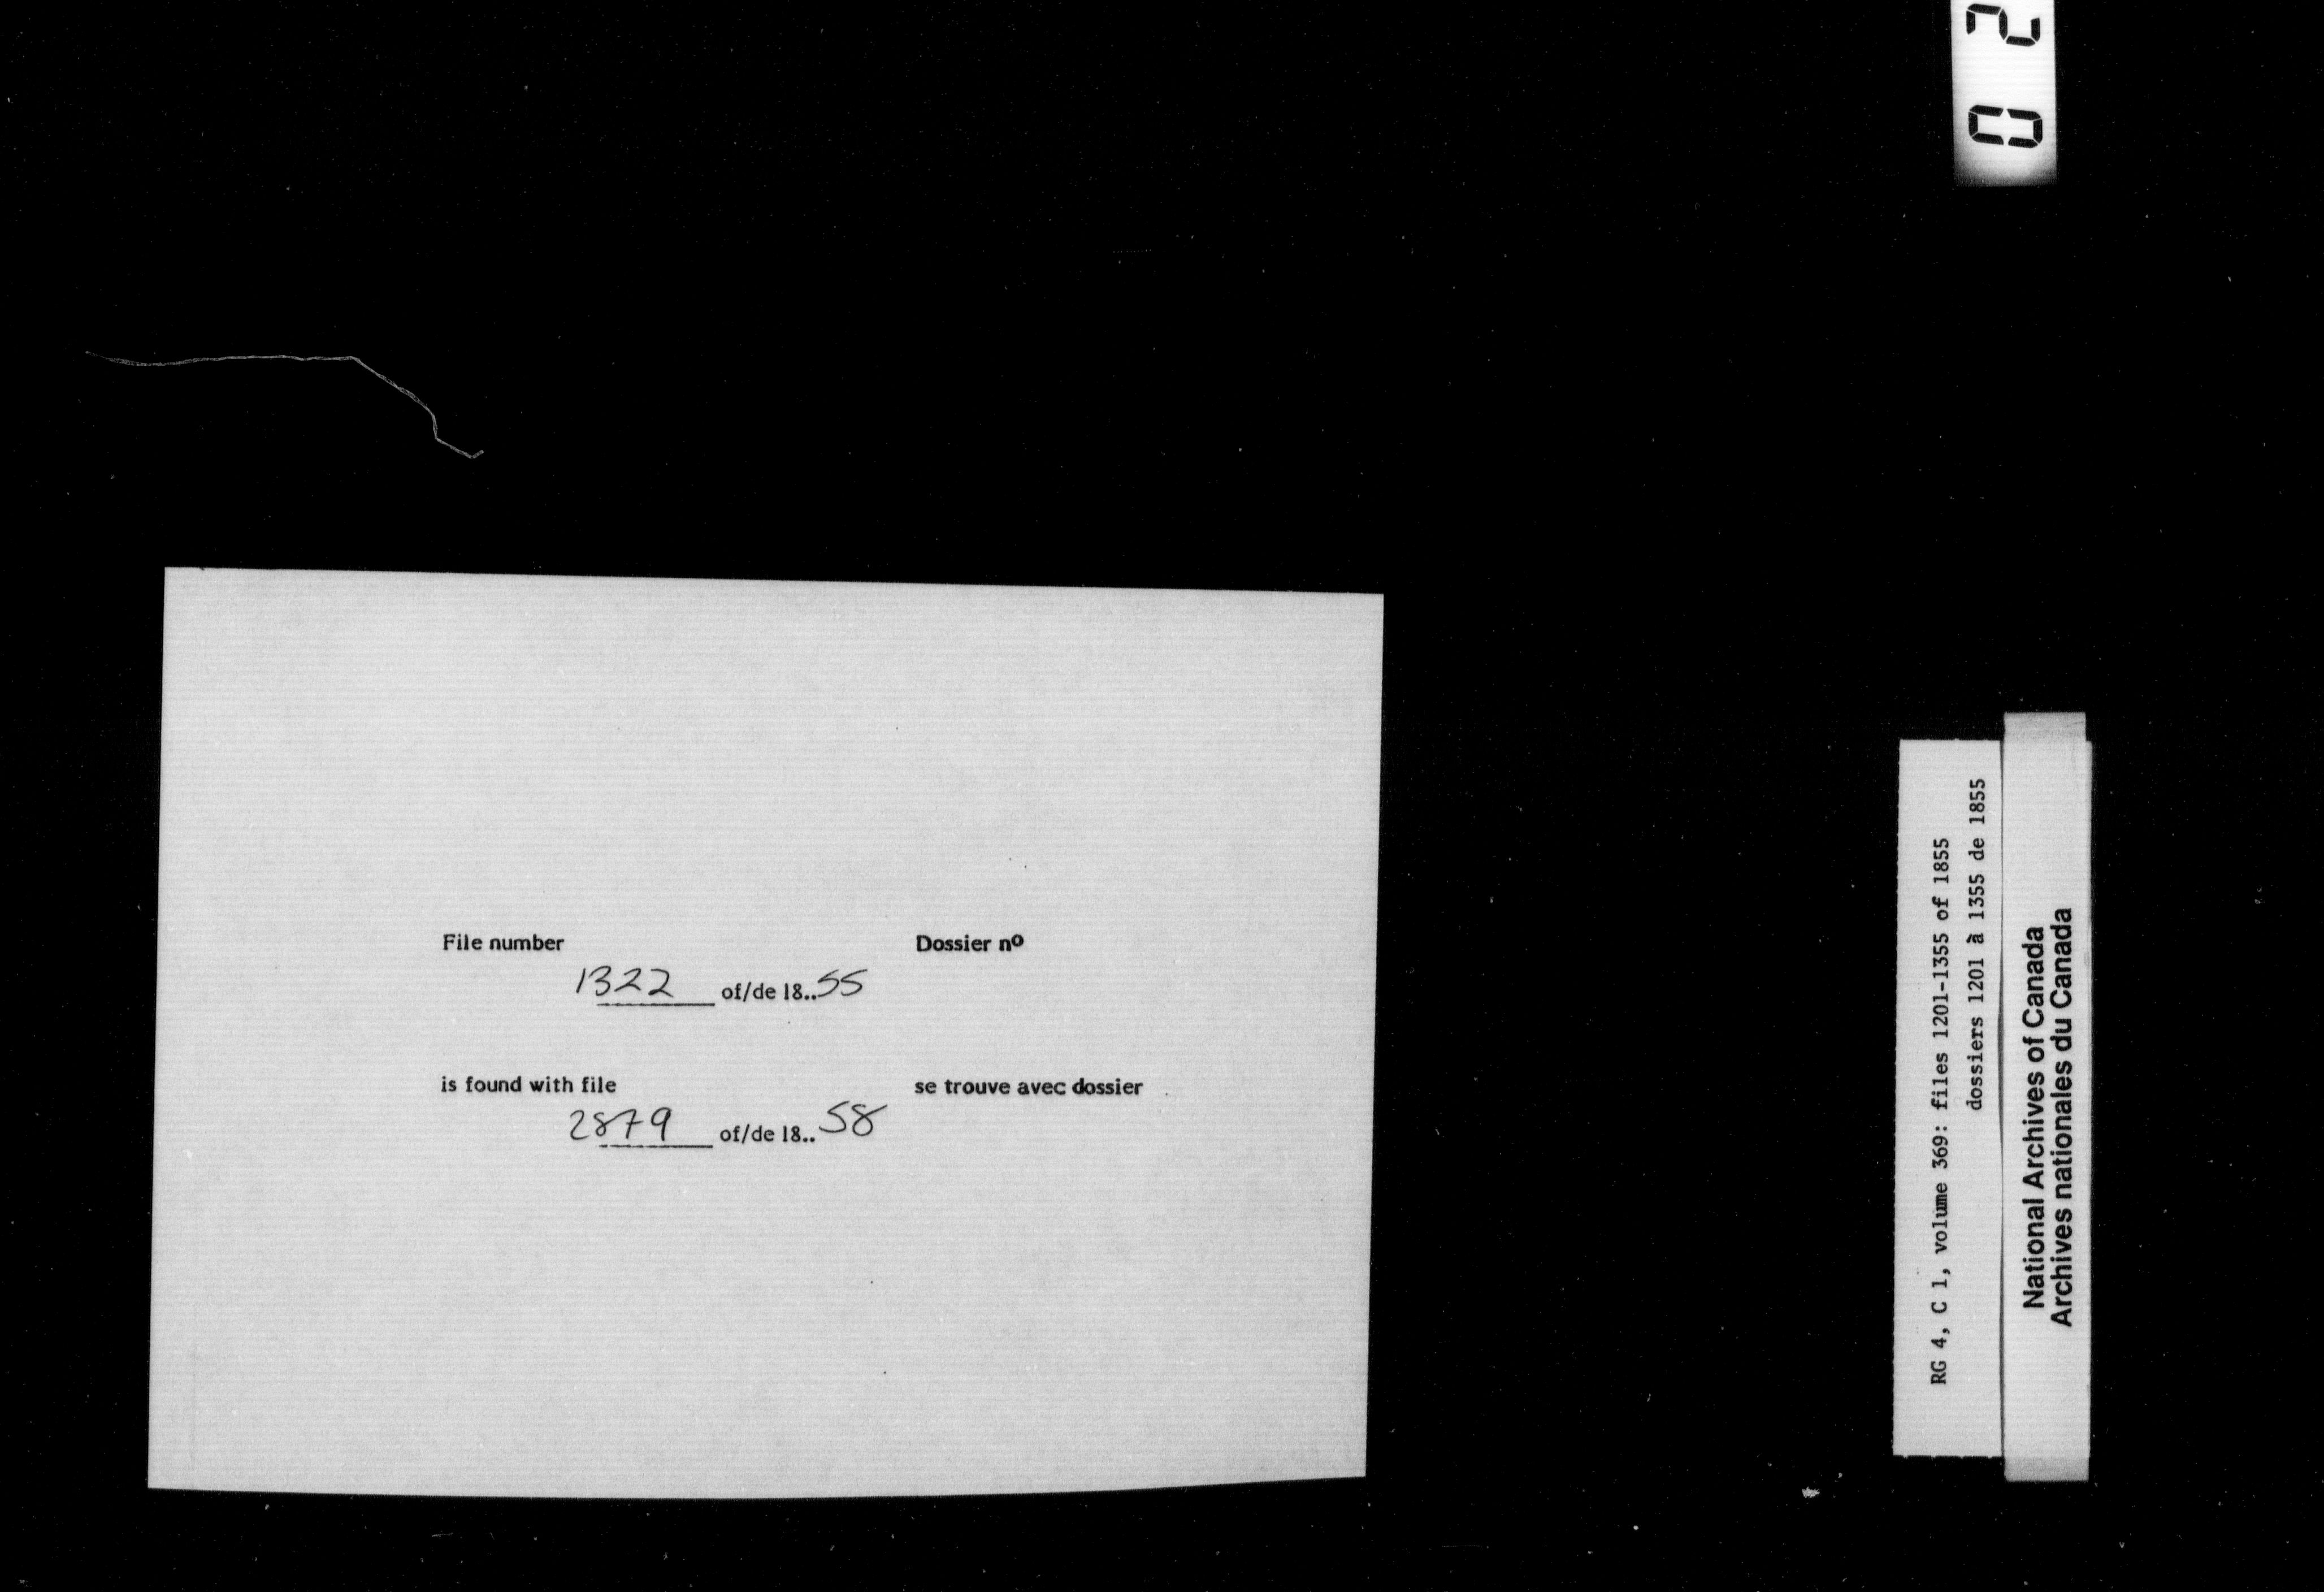 File number Dossier nº
1322 of/de 18..55
is found with file se trouve avec dossier
2879 of/de 18..58
RG 4, C 1, volume 369: files 1201-1355 of 1855
dossiers 1201 à 1355 de 1855
National Archives of Canada
Archives nationales du Canada
0 2